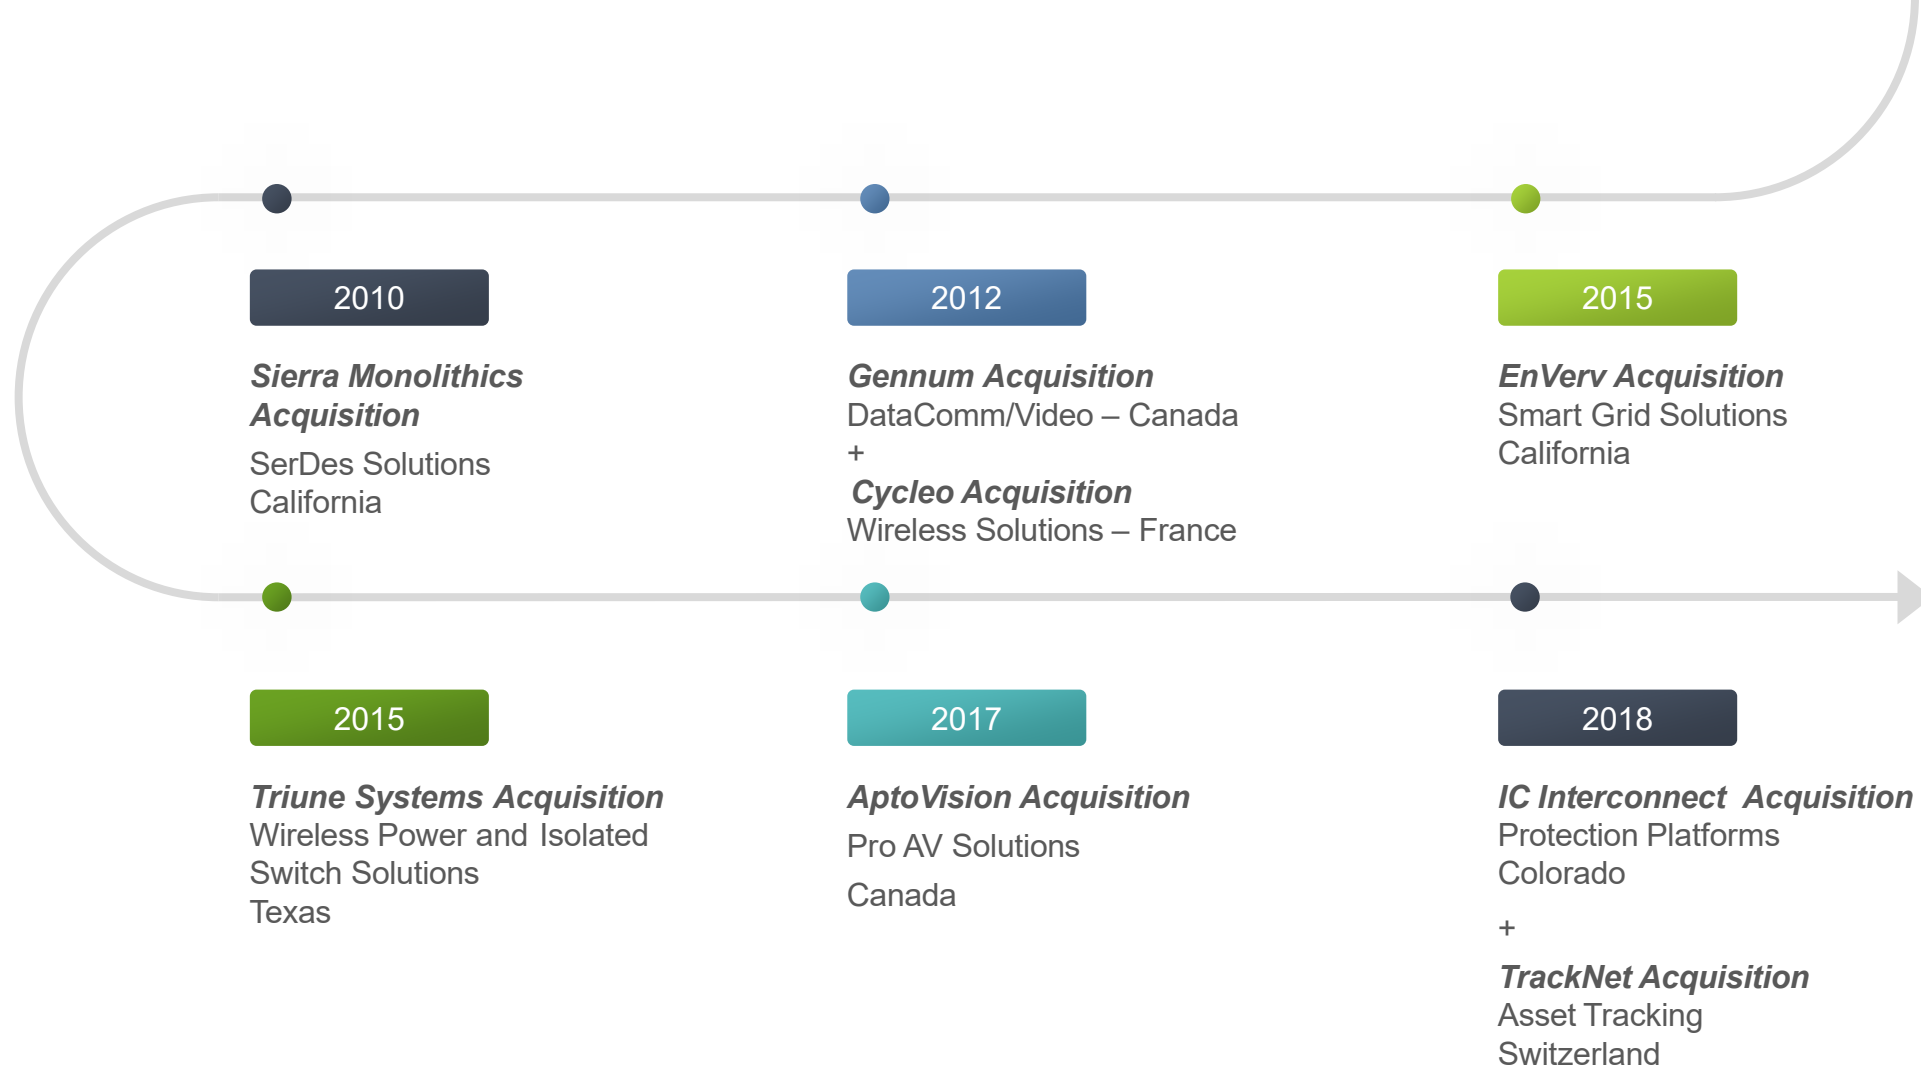 2010
Sierra Monolithics
Acquisition
SerDes Solutions
California
2012
Gennum Acquisition
DataComm/Video – Canada
+
Cycleo Acquisition
Wireless Solutions – France
2015
EnVerv Acquisition
Smart Grid Solutions
California
2015
Triune Systems Acquisition
Wireless Power and Isolated
Switch Solutions
Texas
2017
AptoVision Acquisition
Pro AV Solutions
Canada
2018
IC Interconnect Acquisition
Protection Platforms
Colorado
+
TrackNet Acquisition
Asset Tracking
Switzerland